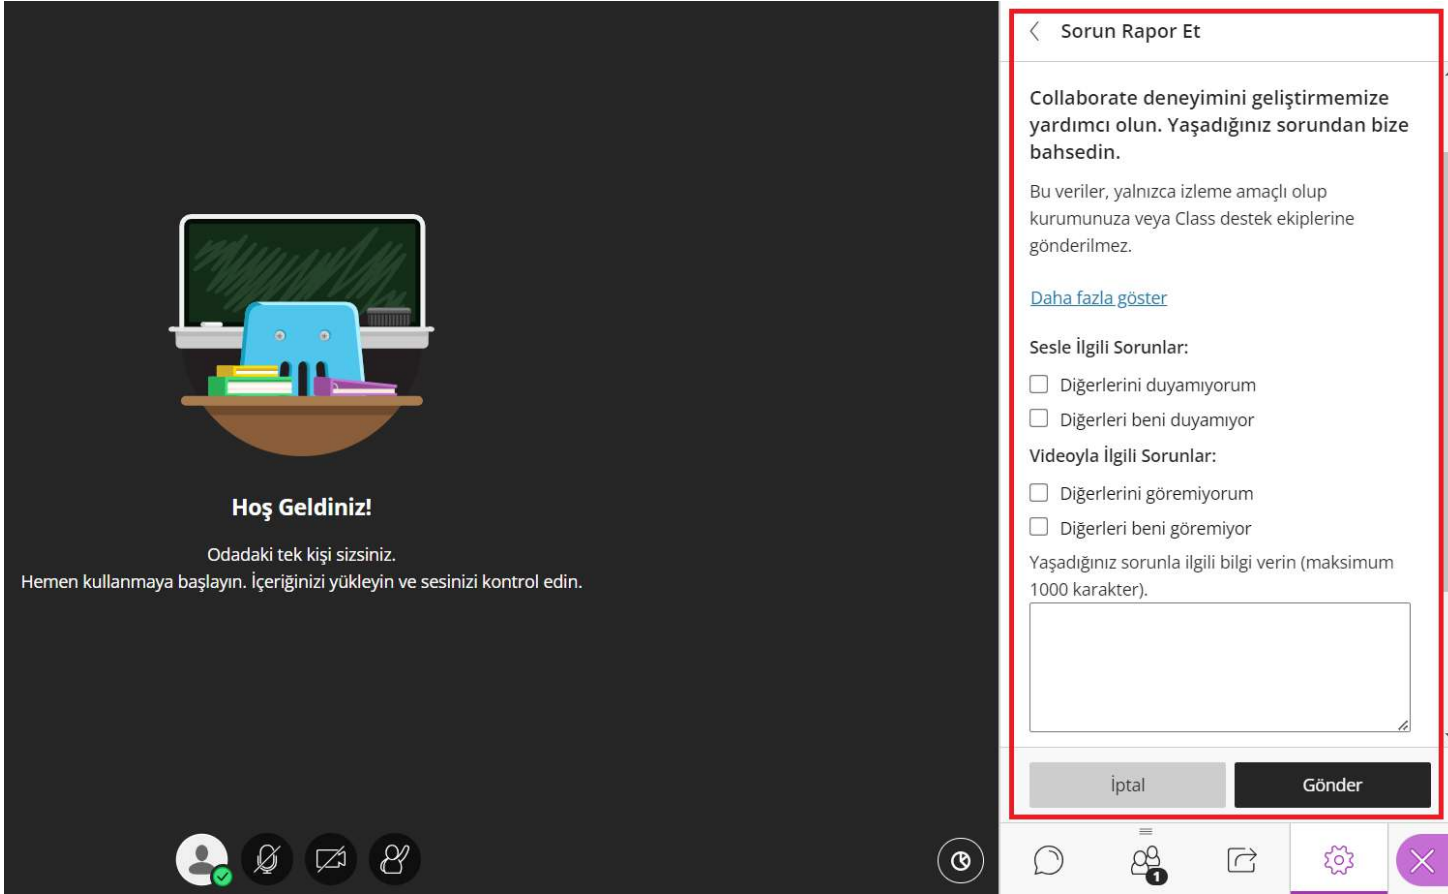 Sorun Rapor Et
Collaborate deneyimini geliştirmemize
yardımcı olun. Yaşadığınız sorundan bize
bahsedin.
Bu veriler, yalnızca izleme amaçlı olup
kurumunuza veya Class destek ekiplerine
gönderilmez.
Daha fazla göster
Sesle İlgili Sorunlar:
Diğerlerini duyamıyorum
Diğerleri beni duyamıyor
Videoyla İlgili Sorunlar:
Diğerlerini göremiyorum
Diğerleri beni göremiyor
Yaşadığınız sorunla ilgili bilgi verin (maksimum
1000 karakter).
İptal
Gönder
1
Hoş Geldiniz!
Odadaki tek kişi sizsiniz.
Hemen kullanmaya başlayın. İçeriğinizi yükleyin ve sesinizi kontrol edin.